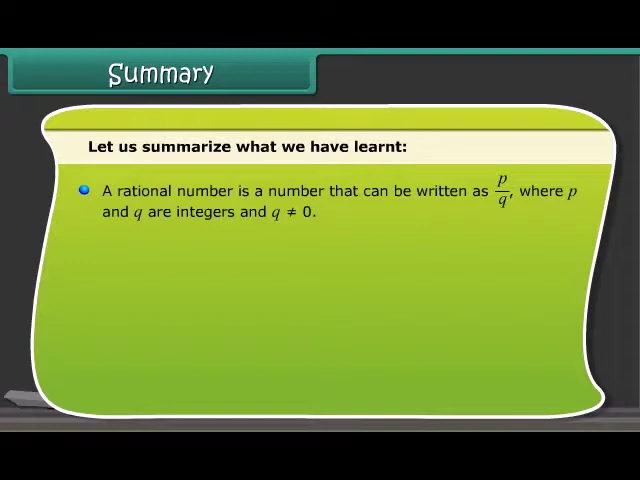 Summary
Let us summarize what we have learnt:
A rational number is a number that can be written as p/q, where p
and q are integers and q ≠ 0.